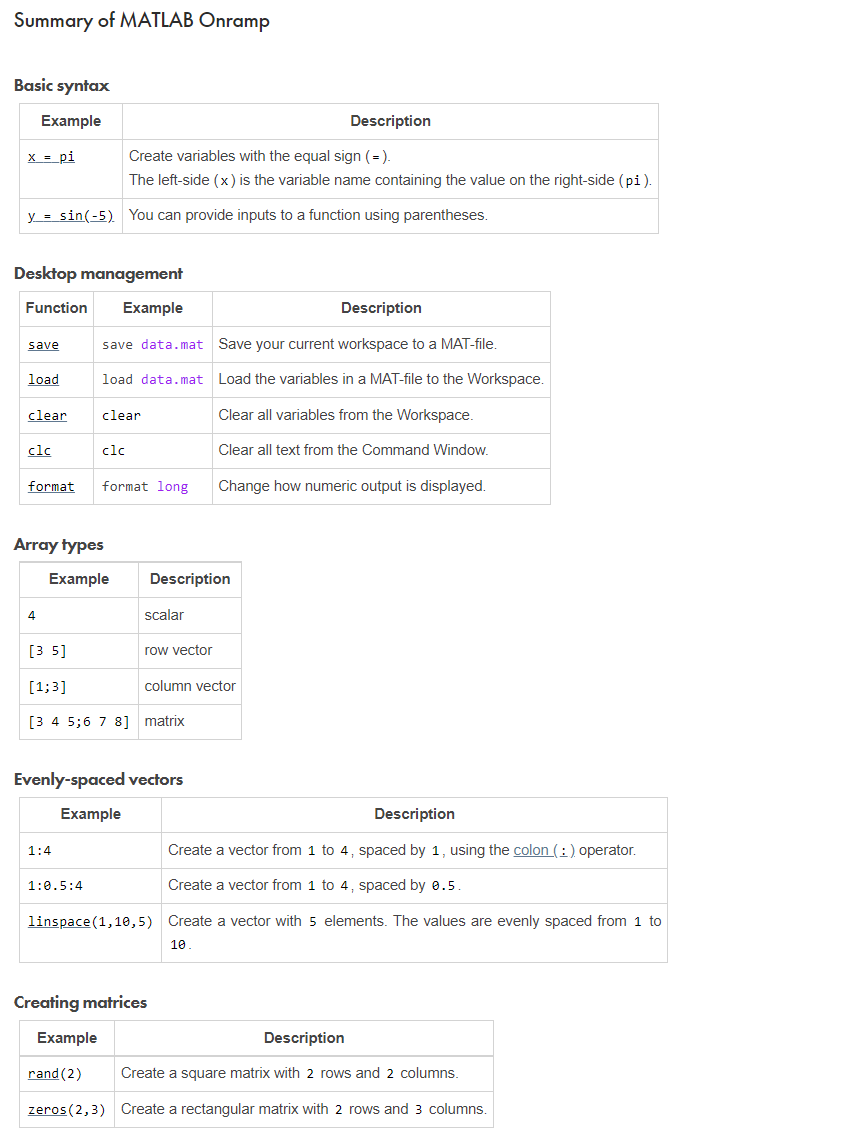 Summary of MATLAB Onramp
Basic syntax
Example Description
x = pi Create variables with the equal sign (=).
The left-side (x) is the variable name containing the value on the right-side (pi).
y = sin(-5) You can provide inputs to a function using parentheses.
Desktop management
Function Example Description
save save data.mat Save your current workspace to a MAT-file.
load load data.mat Load the variables in a MAT-file to the Workspace.
clear clear Clear all variables from the Workspace.
clc clc Clear all text from the Command Window.
format format long Change how numeric output is displayed.
Array types
Example Description
4 scalar
[3 5] row vector
[1;3] column vector
[3 4 5;6 7 8] matrix
Evenly-spaced vectors
Example Description
1:4 Create a vector from 1 to 4, spaced by 1, using the colon (:) operator.
1:0.5:4 Create a vector from 1 to 4, spaced by 0.5.
linspace(1,10,5) Create a vector with 5 elements. The values are evenly spaced from 1 to
10.
Creating matrices
Example Description
rand(2) Create a square matrix with 2 rows and 2 columns.
zeros(2,3) Create a rectangular matrix with 2 rows and 3 columns.